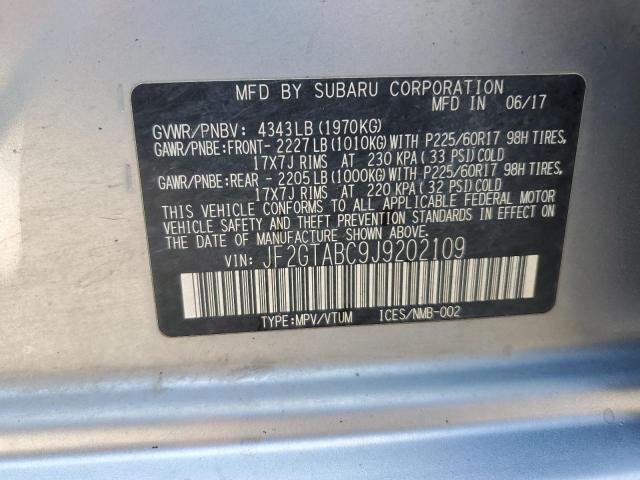 MFD BY SUBARU CORPORATION
MFD IN 06/17
GVWR/PNBV: 4343LB(1970KG)
GAWR/PNBE:FRONT- 2227LB(1010KG)WITH P225/60R17 98H TIRES,
17X7J RIMS AT 230 KPA(33 PSI)COLD
GAWR/PNBE:REAR - 2205LB(1000KG)WITH P225/60R17 98H TIRES,
17X7J RIMS AT 220 KPA(32 PSI)COLD
THIS VEHICLE CONFORMS TO ALL APPLICABLE FEDERAL MOTOR
VEHICLE SAFETY AND THEFT PREVENTION STANDARDS IN EFFECT
ON THE DATE OF MANUFACTURE SHOWN ABOVE.
VIN: JF2GTABC9J9202109
TYPE:MPV/VTUM ICES/NMB-002